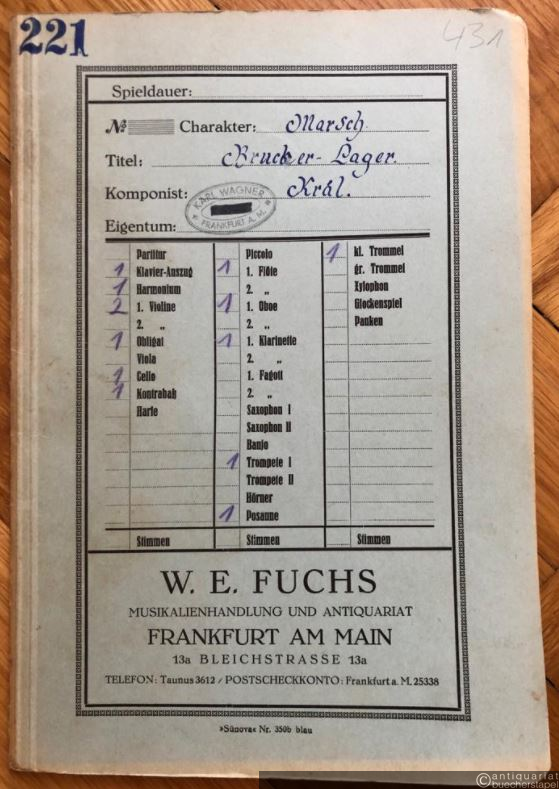 221
431
Spieldauer:
№ Charakter: Marsch.
Titel: Brucker-Lager.
Komponist: Král.
KARL WAGNER
FRANKFURT A. M.
Eigentum:
Partitur
1 Klavier-Auszug
1 Harmonium
2 1. Violine
2. „
1 Obligat
Viola
1 Cello
1 Kontrabaß
Harfe
Stimmen
Piccolo
1 1. Flöte
2. „
1 1. Oboe
2. „
1 1. Klarinette
2. „
1. Fagott
2. „
Saxophon I
Saxophon II
Banjo
1 Trompete I
Trompete II
Hörner
1 Posaune
Stimmen
1 kl. Trommel
gr. Trommel
Xylophon
Glockenspiel
Pauken
Stimmen
W. E. FUCHS
MUSIKALIENHANDLUNG UND ANTIQUARIAT
FRANKFURT AM MAIN
13a BLEICHSTRASSE 13a
TELEFON: Taunus 3612 / POSTSCHECKKONTO: Frankfurt a. M. 25338
»Sünova« Nr. 350b blau
©antiquariat
buecherstapel